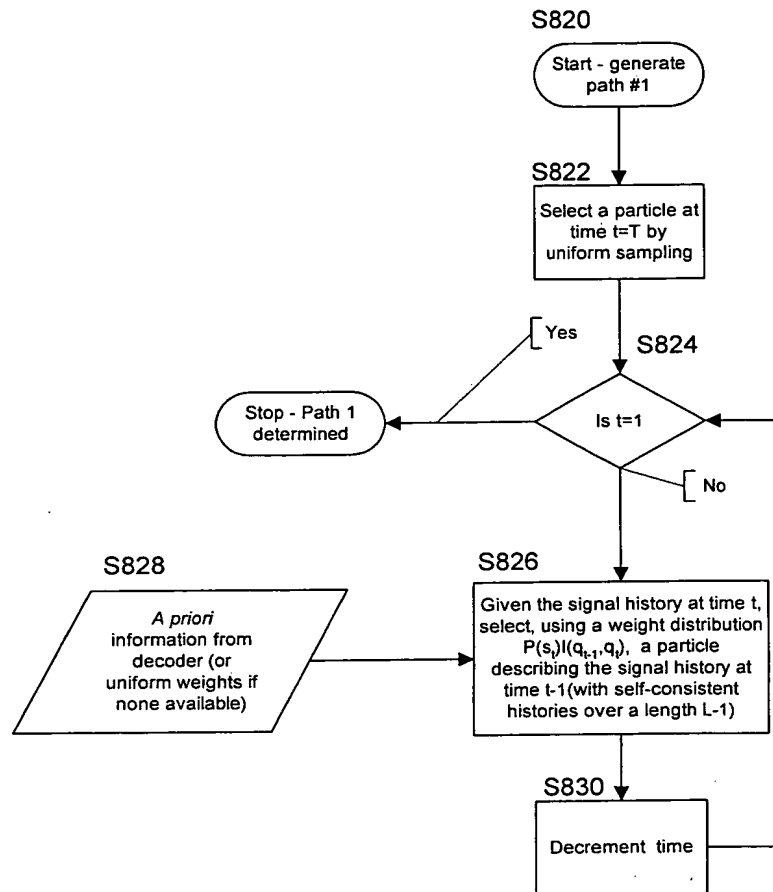 S820
Start - generate
path #1
S822
Select a particle at
time t=T by
uniform sampling
Yes
S824
Stop - Path 1
determined
Is t=1
No
S828
A priori
information from
decoder (or
uniform weights if
none available)
S826
Given the signal history at time t,
select, using a weight distribution
P(sₜ)I(qₜ₋₁,qₜ), a particle
describing the signal history at
time t-1(with self-consistent
histories over a length L-1)
S830
Decrement time